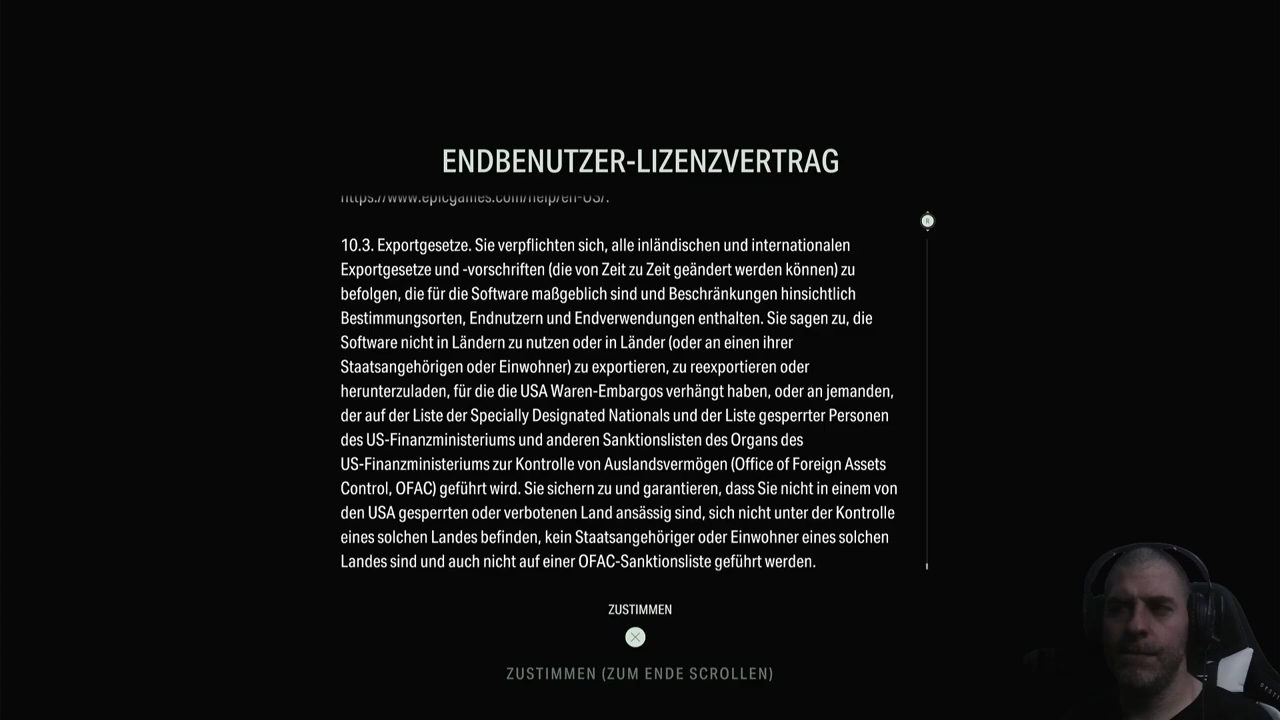 ENDBENUTZER-LIZENZVERTRAG
https://www.epicgames.com/help/en-US/.
10.3. Exportgesetze. Sie verpflichten sich, alle inländischen und internationalen
Exportgesetze und -vorschriften (die von Zeit zu Zeit geändert werden können) zu
befolgen, die für die Software maßgeblich sind und Beschränkungen hinsichtlich
Bestimmungsorten, Endnutzern und Endverwendungen enthalten. Sie sagen zu, die
Software nicht in Ländern zu nutzen oder in Länder (oder an einen ihrer
Staatsangehörigen oder Einwohner) zu exportieren, zu reexportieren oder
herunterzuladen, für die die USA Waren-Embargos verhängt haben, oder an jemanden,
der auf der Liste der Specially Designated Nationals und der Liste gesperrter Personen
des US-Finanzministeriums und anderen Sanktionslisten des Organs des
US-Finanzministeriums zur Kontrolle von Auslandsvermögen (Office of Foreign Assets
Control, OFAC) geführt wird. Sie sichern zu und garantieren, dass Sie nicht in einem von
den USA gesperrten oder verbotenen Land ansässig sind, sich nicht unter der Kontrolle
eines solchen Landes befinden, kein Staatsangehöriger oder Einwohner eines solchen
Landes sind und auch nicht auf einer OFAC-Sanktionsliste geführt werden.
R
ZUSTIMMEN
ZUSTIMMEN (ZUM ENDE SCROLLEN)